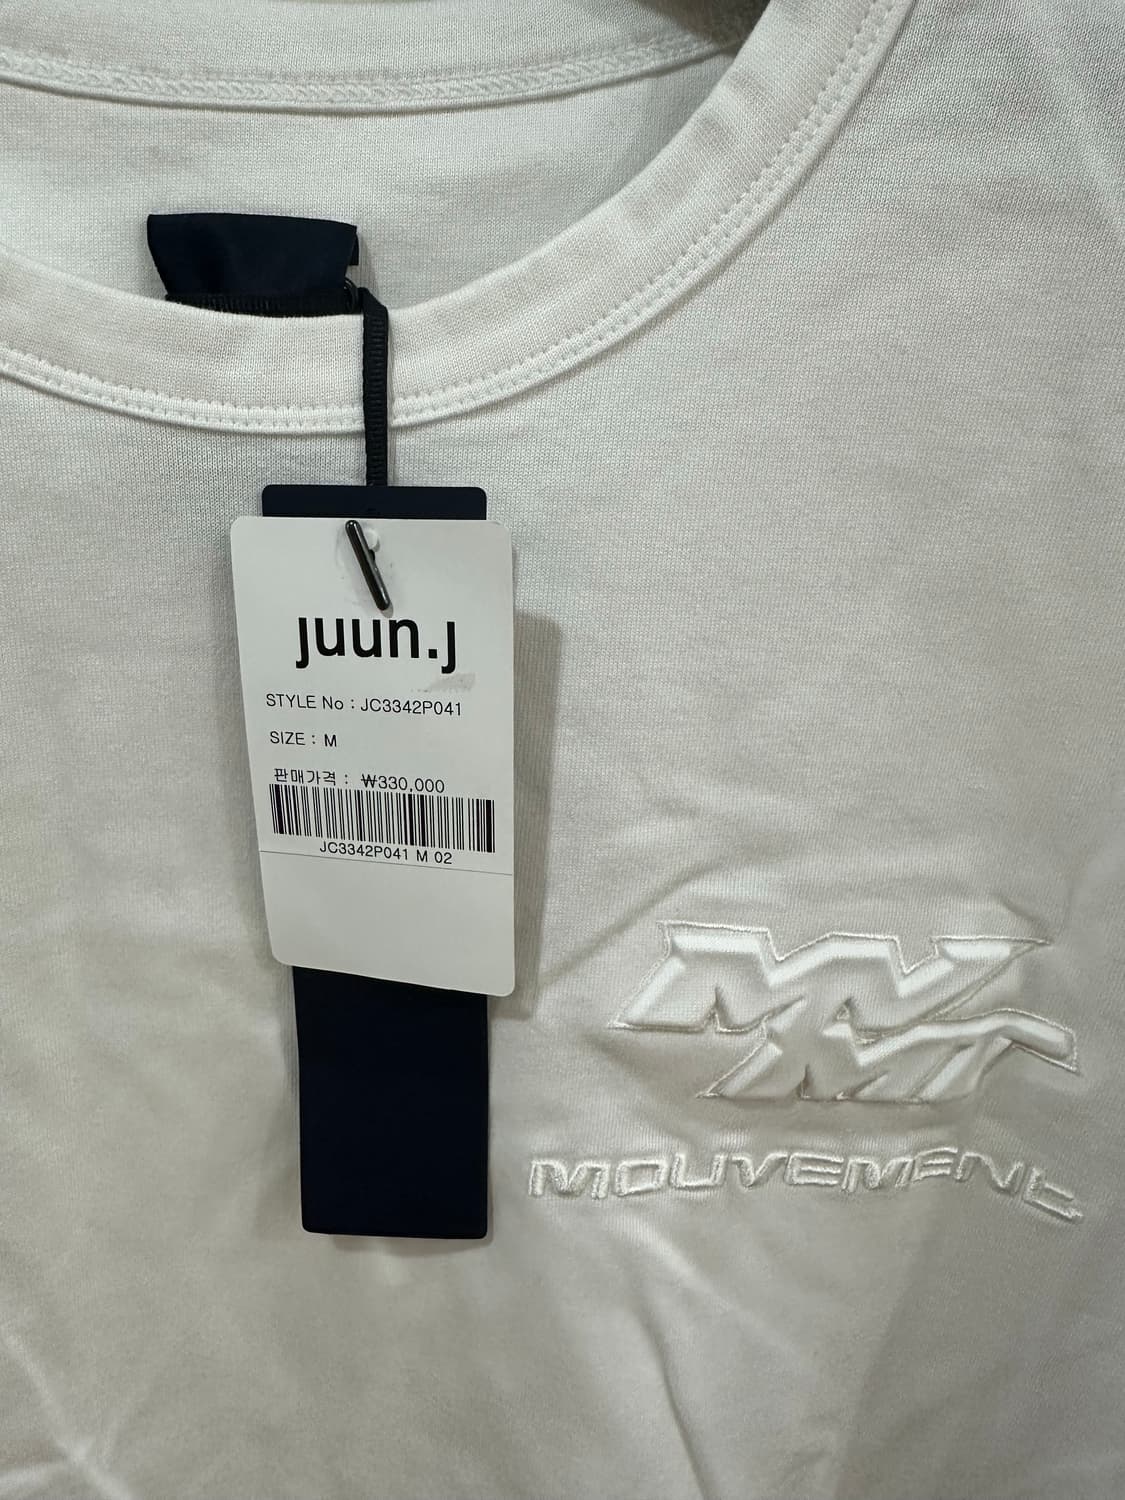 juun.j
STYLE No : JC3342P041
SIZE : M
판매가격 : ₩330,000
JC3342P041 M 02
MOUVEMENT